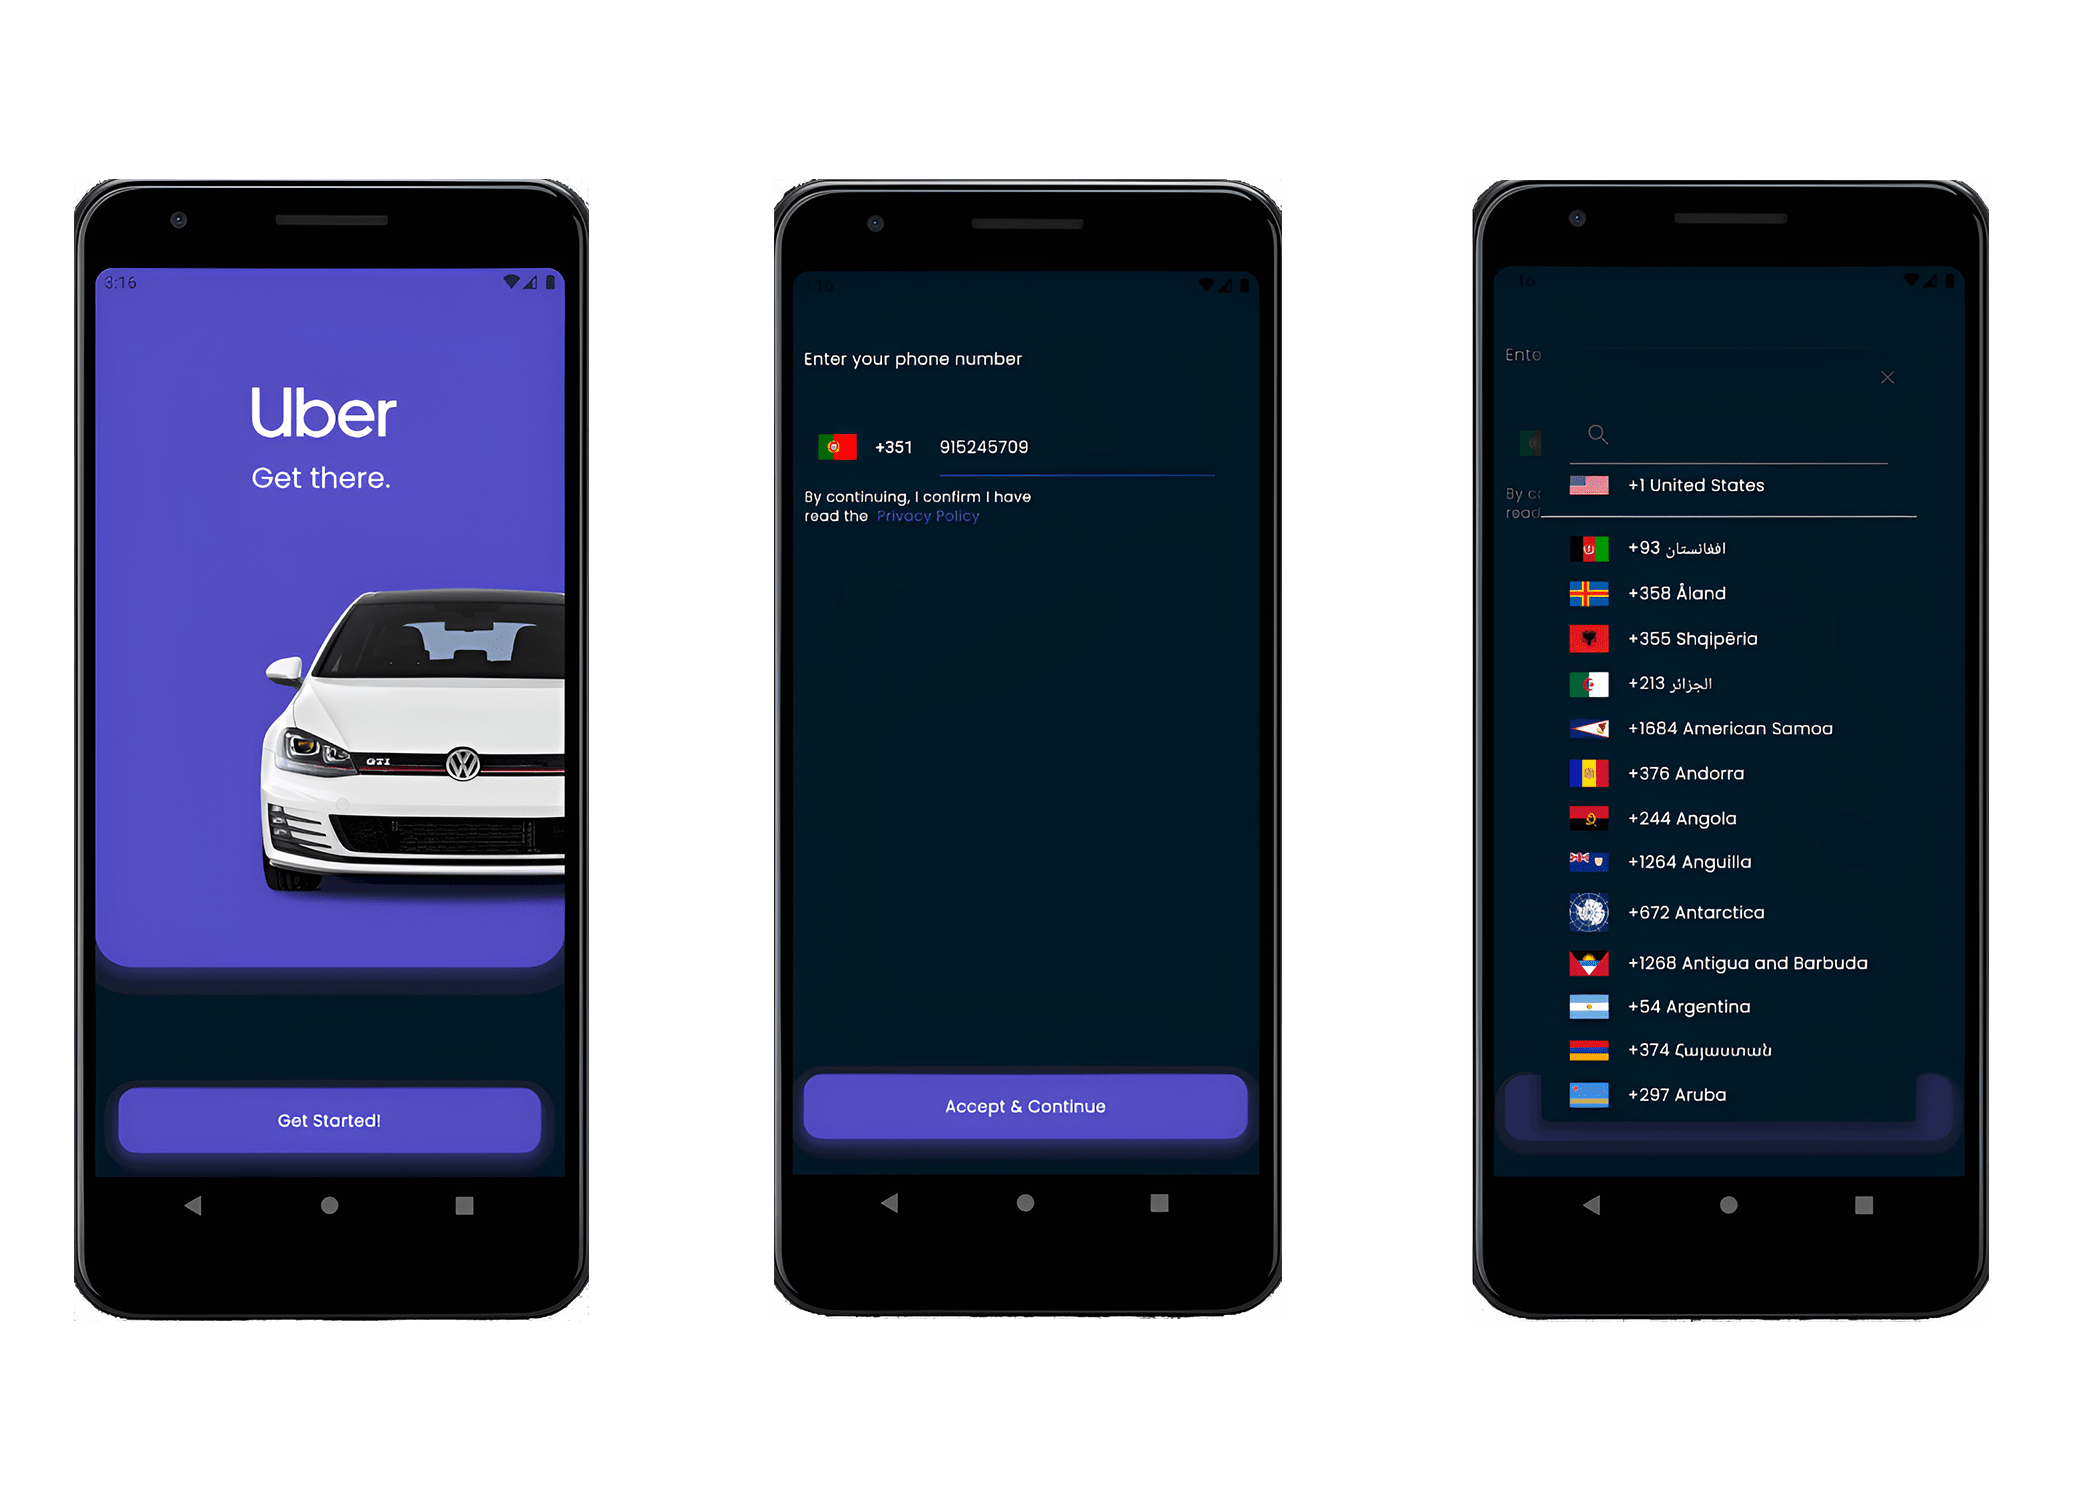 3:16
Uber
Get there.
GTI
Get Started!
3:16
Enter your phone number
+351 915245709
By continuing, I confirm I have
read the Privacy Policy
Accept & Continue
Ente
By co
read
+1 United States
+93 افغانستان
+358 Åland
+355 Shqipëria
+213 الجزائر
+1684 American Samoa
+376 Andorra
+244 Angola
+1264 Anguilla
+672 Antarctica
+1268 Antigua and Barbuda
+54 Argentina
+374 Հայաստան
+297 Aruba